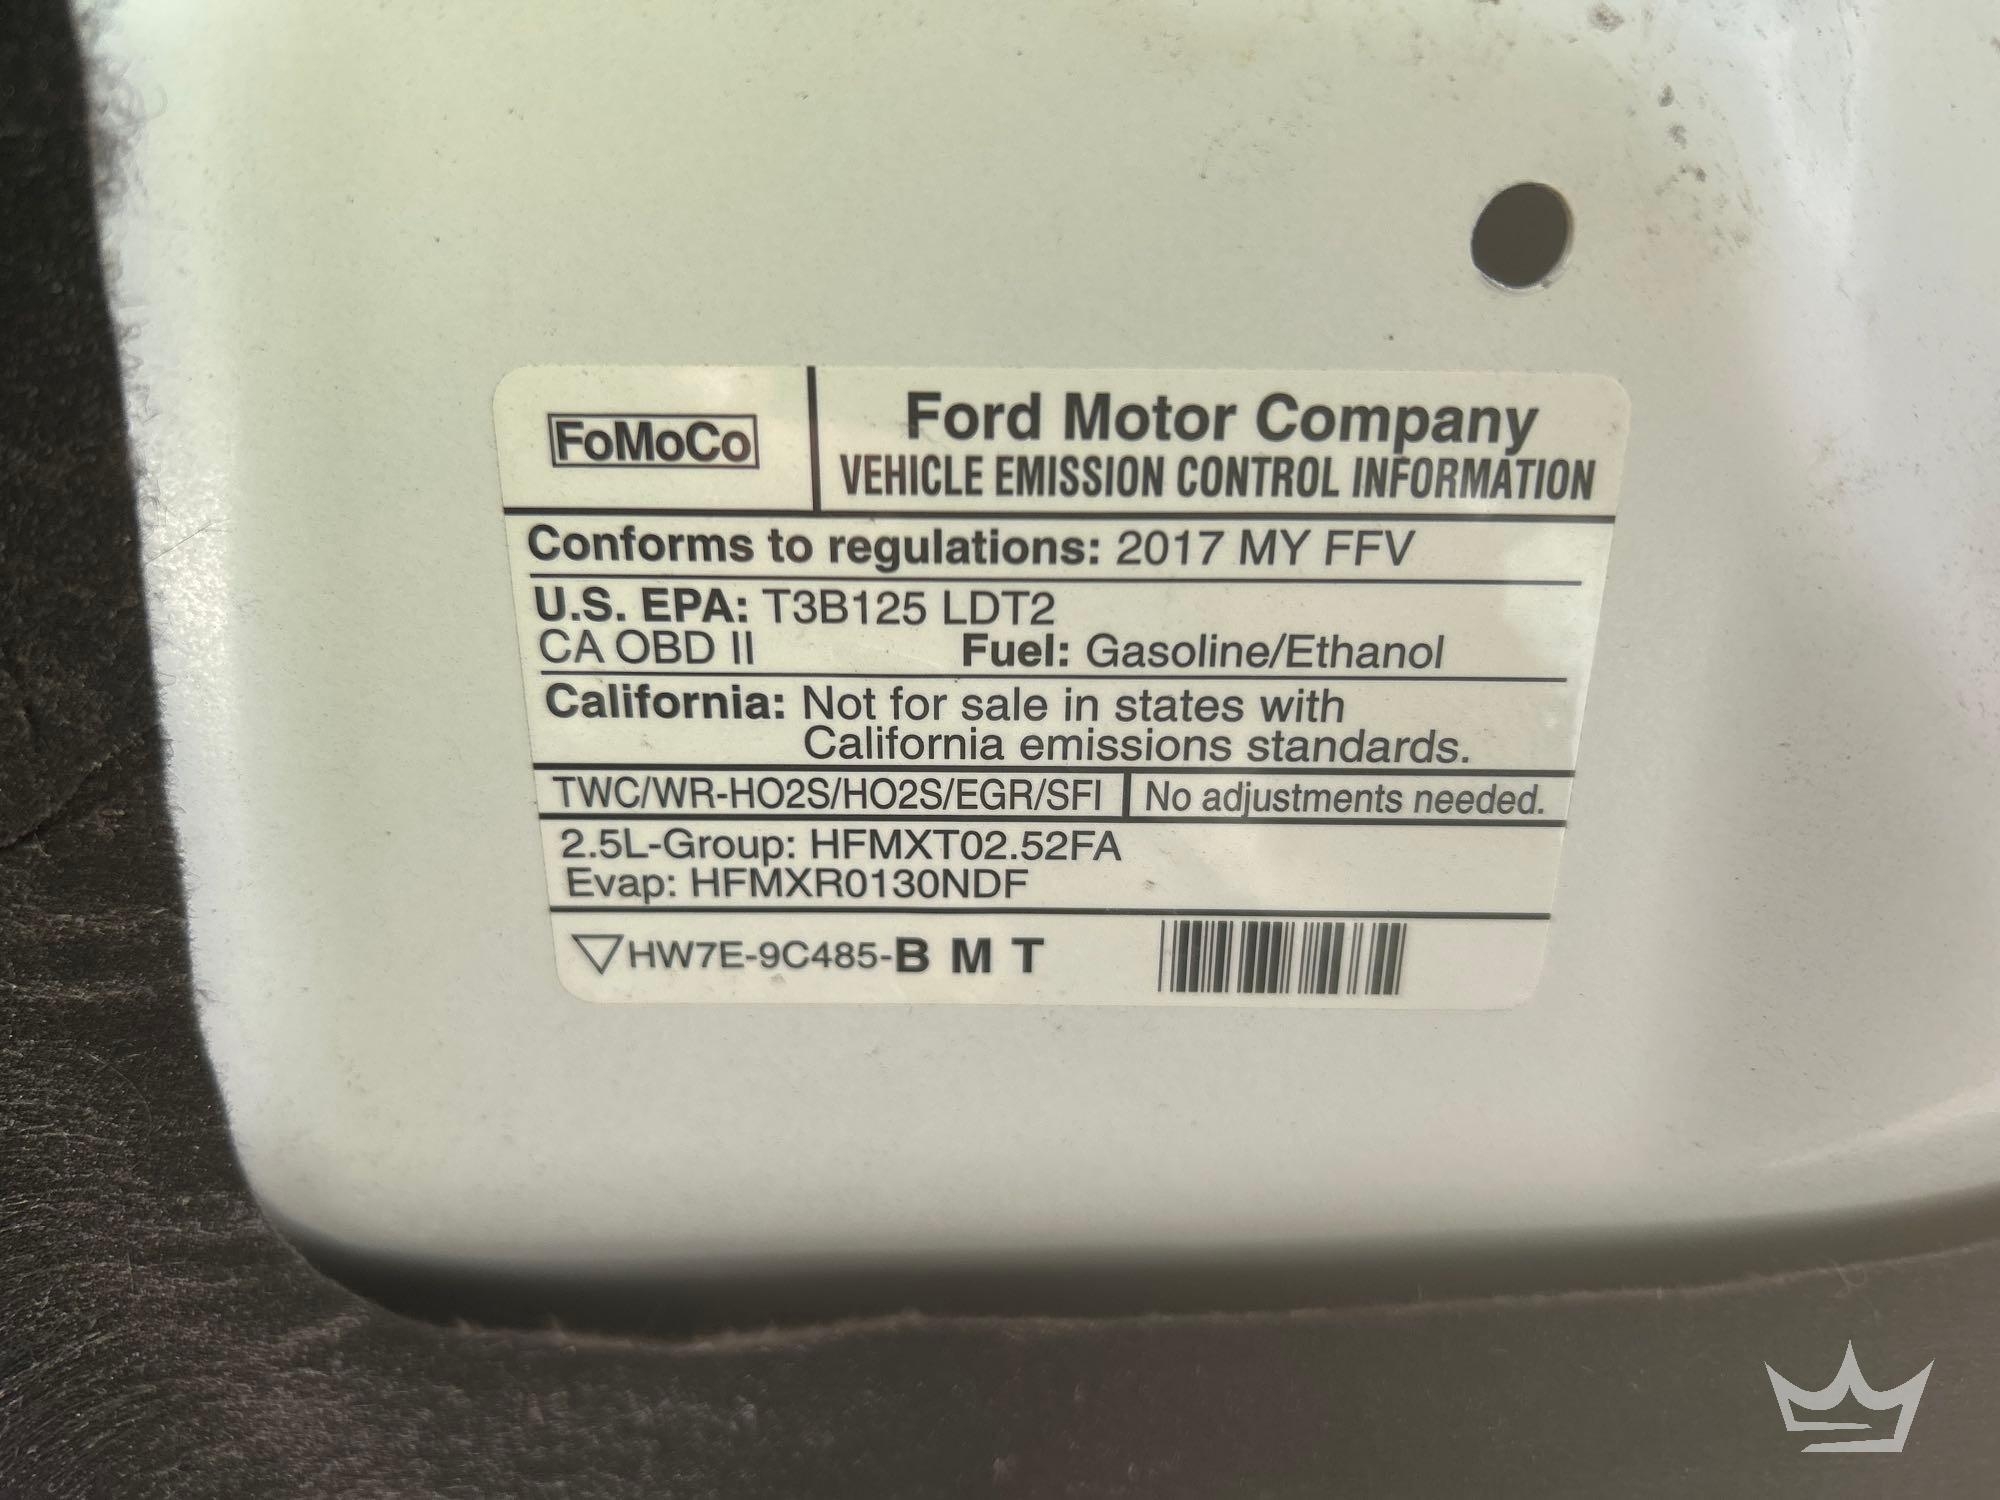 FoMoCo
Ford Motor Company
VEHICLE EMISSION CONTROL INFORMATION
Conforms to regulations: 2017 MY FFV
U.S. EPA: T3B125 LDT2
CA OBD II Fuel: Gasoline/Ethanol
California: Not for sale in states with
California emissions standards.
TWC/WR-HO2S/HO2S/EGR/SFI No adjustments needed.
2.5L-Group: HFMXT02.52FA
Evap: HFMXR0130NDF
▽HW7E-9C485-B M T